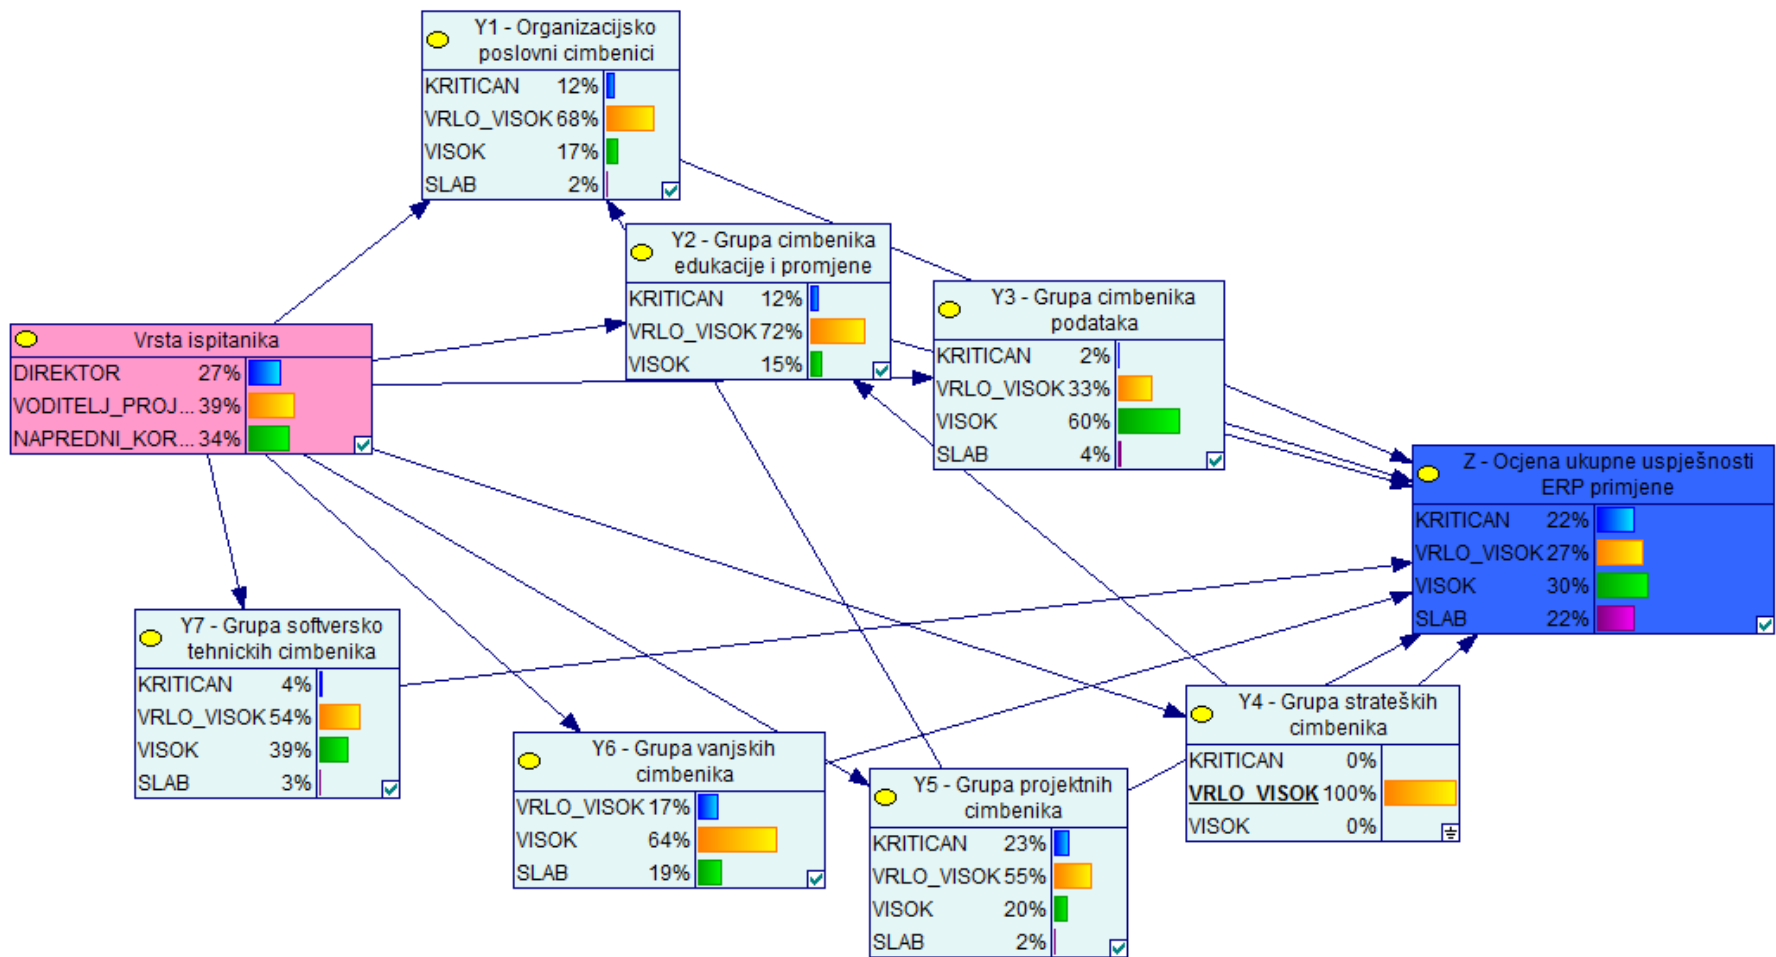 Y1 - Organizacijsko
poslovni cimbenici
KRITICAN 12%
VRLO_VISOK 68%
VISOK 17%
SLAB 2%
Y2 - Grupa cimbenika
edukacije i promjene
KRITICAN 12%
VRLO_VISOK 72%
VISOK 15%
Y3 - Grupa cimbenika
podataka
KRITICAN 2%
VRLO_VISOK 33%
VISOK 60%
SLAB 4%
Vrsta ispitanika
DIREKTOR 27%
VODITELJ_PROJ... 39%
NAPREDNI_KOR... 34%
Z - Ocjena ukupne uspješnosti
ERP primjene
KRITICAN 22%
VRLO_VISOK 27%
VISOK 30%
SLAB 22%
Y7 - Grupa softversko
tehnickih cimbenika
KRITICAN 4%
VRLO_VISOK 54%
VISOK 39%
SLAB 3%
Y6 - Grupa vanjskih
cimbenika
VRLO_VISOK 17%
VISOK 64%
SLAB 19%
Y5 - Grupa projektnih
cimbenika
KRITICAN 23%
VRLO_VISOK 55%
VISOK 20%
SLAB 2%
Y4 - Grupa strateških
cimbenika
KRITICAN 0%
VRLO_VISOK 100%
VISOK 0%